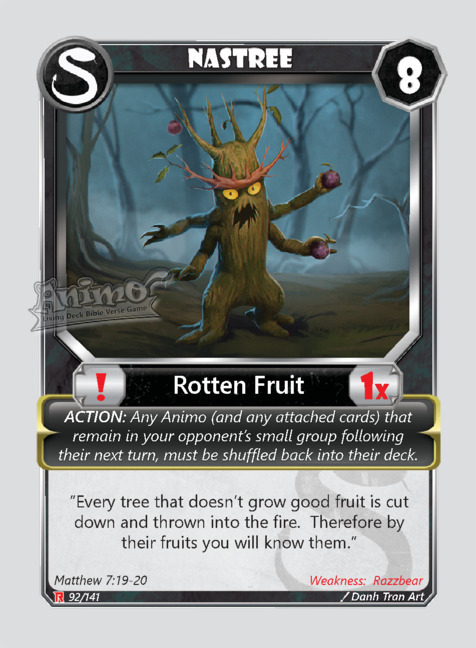 S
NASTREE
8
Animo
Living Deck Bible Verse Game
!
Rotten Fruit
1x
ACTION: Any Animo (and any attached cards) that
remain in your opponent's small group following
their next turn, must be shuffled back into their deck.
"Every tree that doesn't grow good fruit is cut
down and thrown into the fire. Therefore by
their fruits you will know them."
Matthew 7:19-20
Weakness: Razzbear
R 92/141
Danh Tran Art